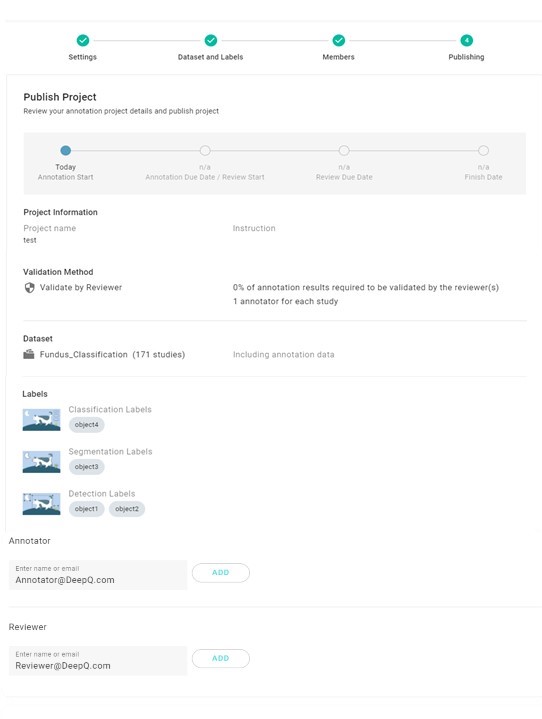 4
Settings
Dataset and Labels
Members
Publishing
Publish Project
Review your annotation project details and publish project
Today
Annotation Start
n/a
Annotation Due Date / Review Start
n/a
Review Due Date
n/a
Finish Date
Project Information
Project name
Instruction
test
Validation Method
Validate by Reviewer
0% of annotation results required to be validated by the reviewer(s)
1 annotator for each study
Dataset
Fundus_Classification (171 studies)
Including annotation data
Labels
Classification Labels
object4
Segmentation Labels
object3
Detection Labels
object1 object2
Annotator
Enter name or email
Annotator@DeepQ.com
ADD
Reviewer
Enter name or email
Reviewer@DeepQ.com
ADD